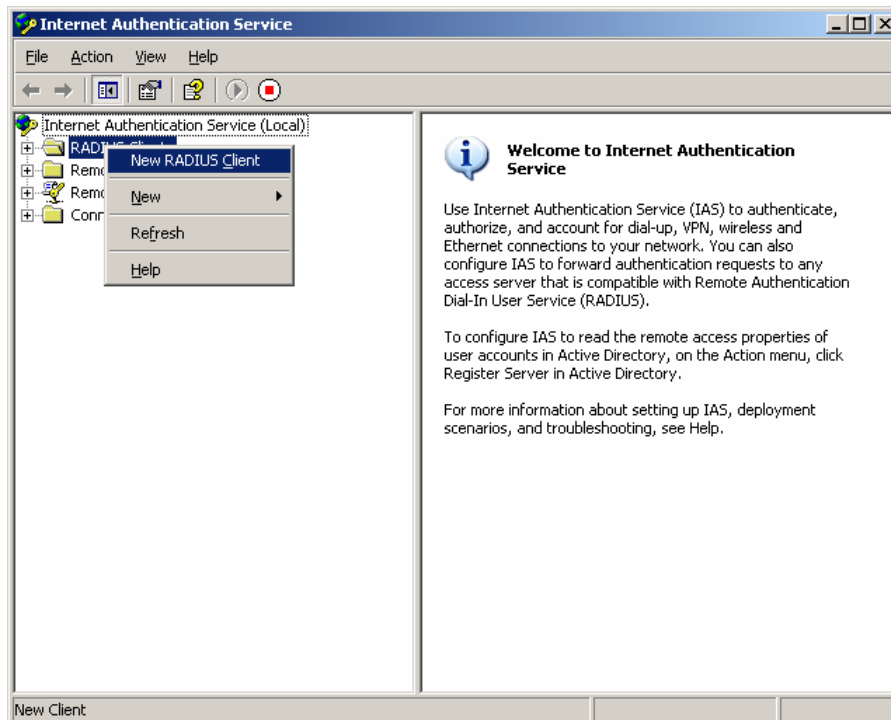 Internet Authentication Service
File Action View Help
Internet Authentication Service (Local)
New RADIUS Client
New
Refresh
Help
Welcome to Internet Authentication
Service
Use Internet Authentication Service (IAS) to authenticate,
authorize, and account for dial-up, VPN, wireless and
Ethernet connections to your network. You can also
configure IAS to forward authentication requests to any
access server that is compatible with Remote Authentication
Dial-In User Service (RADIUS).
To configure IAS to read the remote access properties of
user accounts in Active Directory, on the Action menu, click
Register Server in Active Directory.
For more information about setting up IAS, deployment
scenarios, and troubleshooting, see Help.
New Client